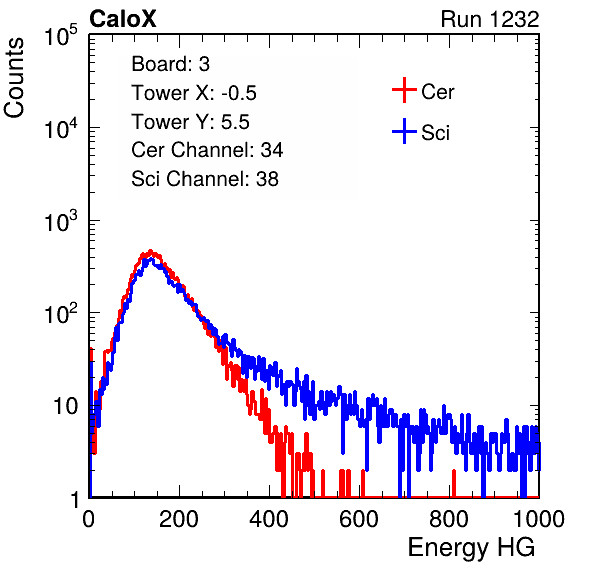 CaloX Run 1232
Counts
Board: 3
Tower X: -0.5
Tower Y: 5.5
Cer Channel: 34
Sci Channel: 38
Cer
Sci
10^5
10^4
10^3
10^2
10
1
0 200 400 600 800 1000
Energy HG